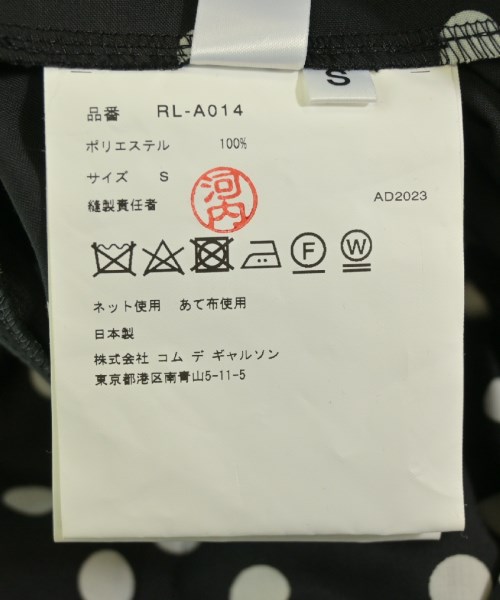 S
品番 RL-A014
ポリエステル 100%
サイズ S
縫製責任者 河内
AD2023
F W
ネット使用 あて布使用
日本製
株式会社 コム デ ギャルソン
東京都港区南青山5-11-5